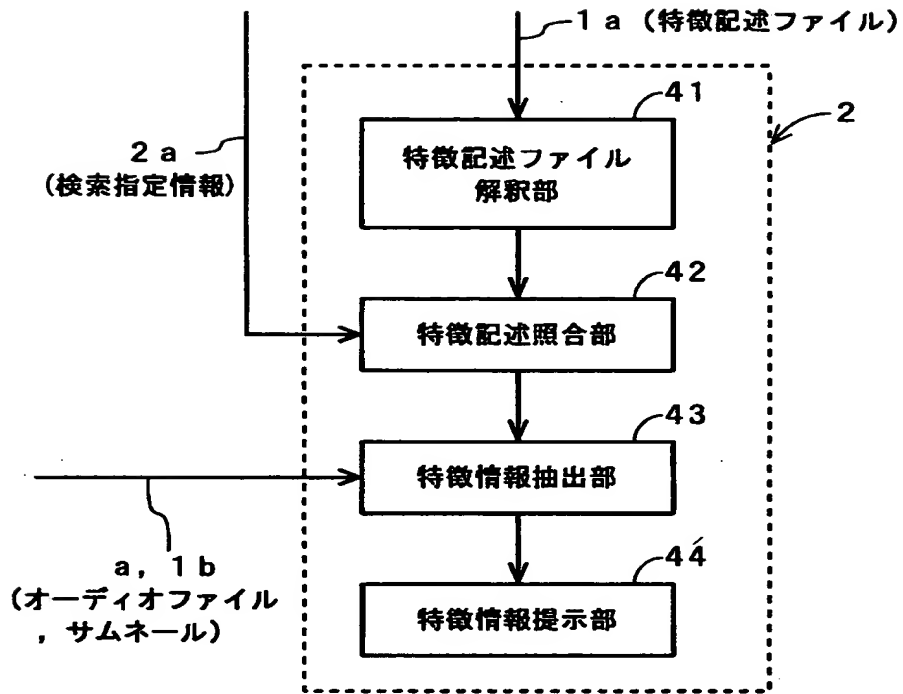 1a (特徴記述ファイル)
41
2
特徴記述ファイル
解釈部
2a
(検索指定情報)
42
特徴記述照合部
43
特徴情報抽出部
a, 1b
(オーディオファイル
, サムネール)
44
特徴情報提示部